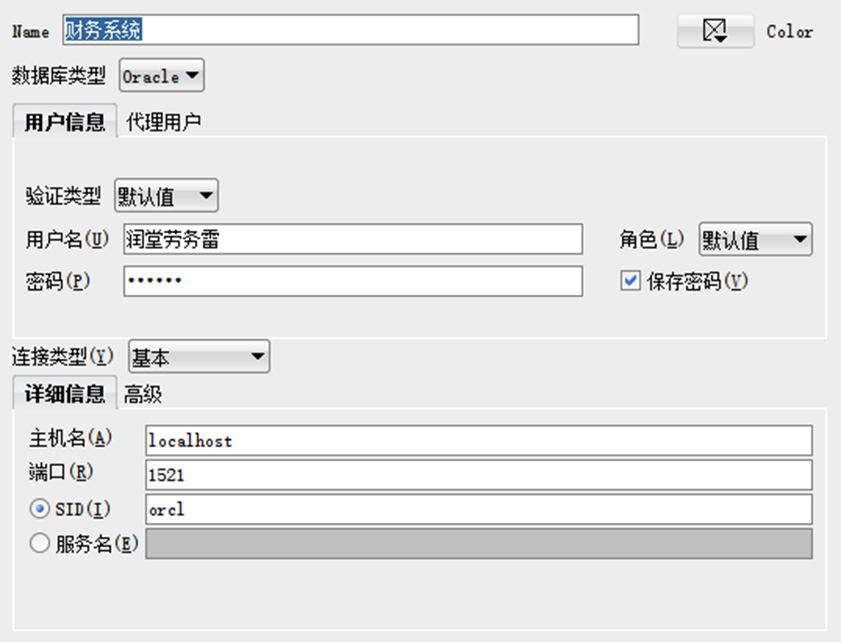 Name 财务系统 Color
数据库类型 Oracle
用户信息 代理用户
验证类型 默认值
用户名(U) 润堂劳务雷 角色(L) 默认值
密码(P) •••••• 保存密码(V)
连接类型(Y) 基本
详细信息 高级
主机名(A) localhost
端口(R) 1521
SID(I) orcl
服务名(E)